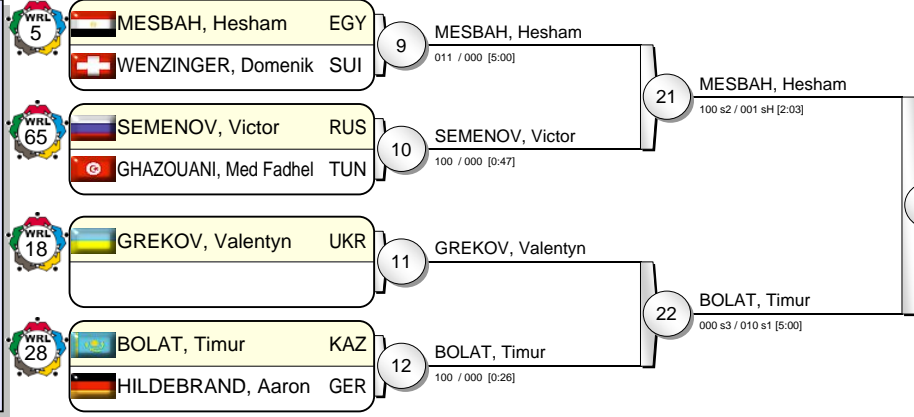 WRL
5
MESBAH, Hesham EGY
WENZINGER, Domenik SUI
9
MESBAH, Hesham
011 / 000 [5:00]
WRL
65
SEMENOV, Victor RUS
GHAZOUANI, Med Fadhel TUN
10
SEMENOV, Victor
100 / 000 [0:47]
21
MESBAH, Hesham
100 s2 / 001 sH [2:03]
WRL
18
GREKOV, Valentyn UKR
11
GREKOV, Valentyn
WRL
28
BOLAT, Timur KAZ
HILDEBRAND, Aaron GER
12
BOLAT, Timur
100 / 000 [0:26]
22
BOLAT, Timur
000 s3 / 010 s1 [5:00]